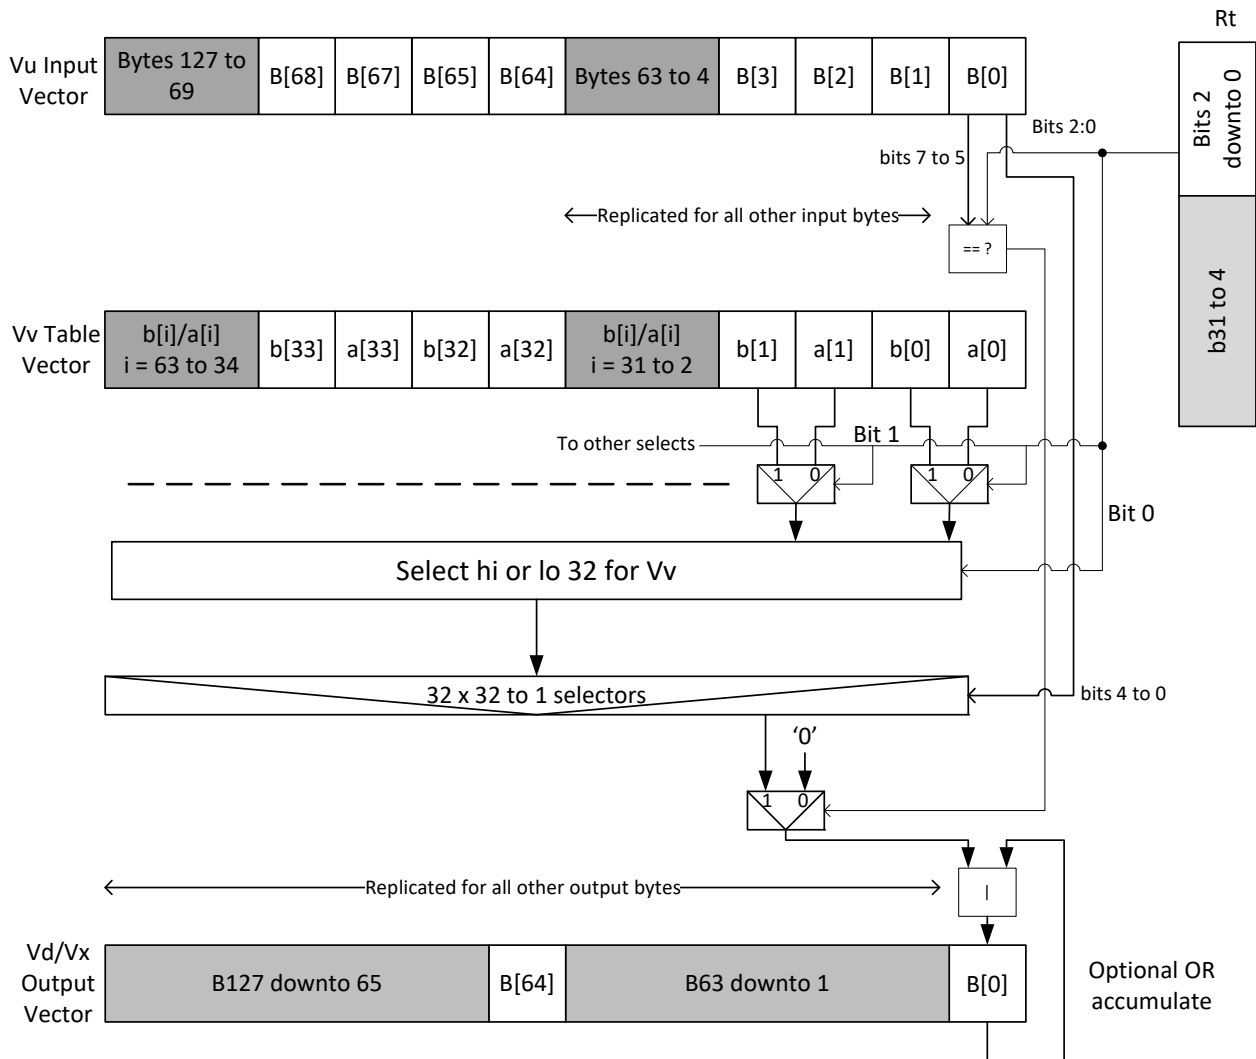 Rt
Vu Input
Vector
Bytes 127 to
69
B[68]
B[67]
B[65]
B[64]
Bytes 63 to 4
B[3]
B[2]
B[1]
B[0]
Bits 2
downto 0
Bits 2:0
bits 7 to 5
Replicated for all other input bytes
== ?
b31 to 4
Vv Table
Vector
b[i]/a[i]
i = 63 to 34
b[33]
a[33]
b[32]
a[32]
b[i]/a[i]
i = 31 to 2
b[1]
a[1]
b[0]
a[0]
To other selects
Bit 1
1 0
1 0
Bit 0
Select hi or lo 32 for Vv
32 x 32 to 1 selectors
bits 4 to 0
‘0’
1 0
Replicated for all other output bytes
|
Vd/Vx
Output
Vector
B127 downto 65
B[64]
B63 downto 1
B[0]
Optional OR
accumulate